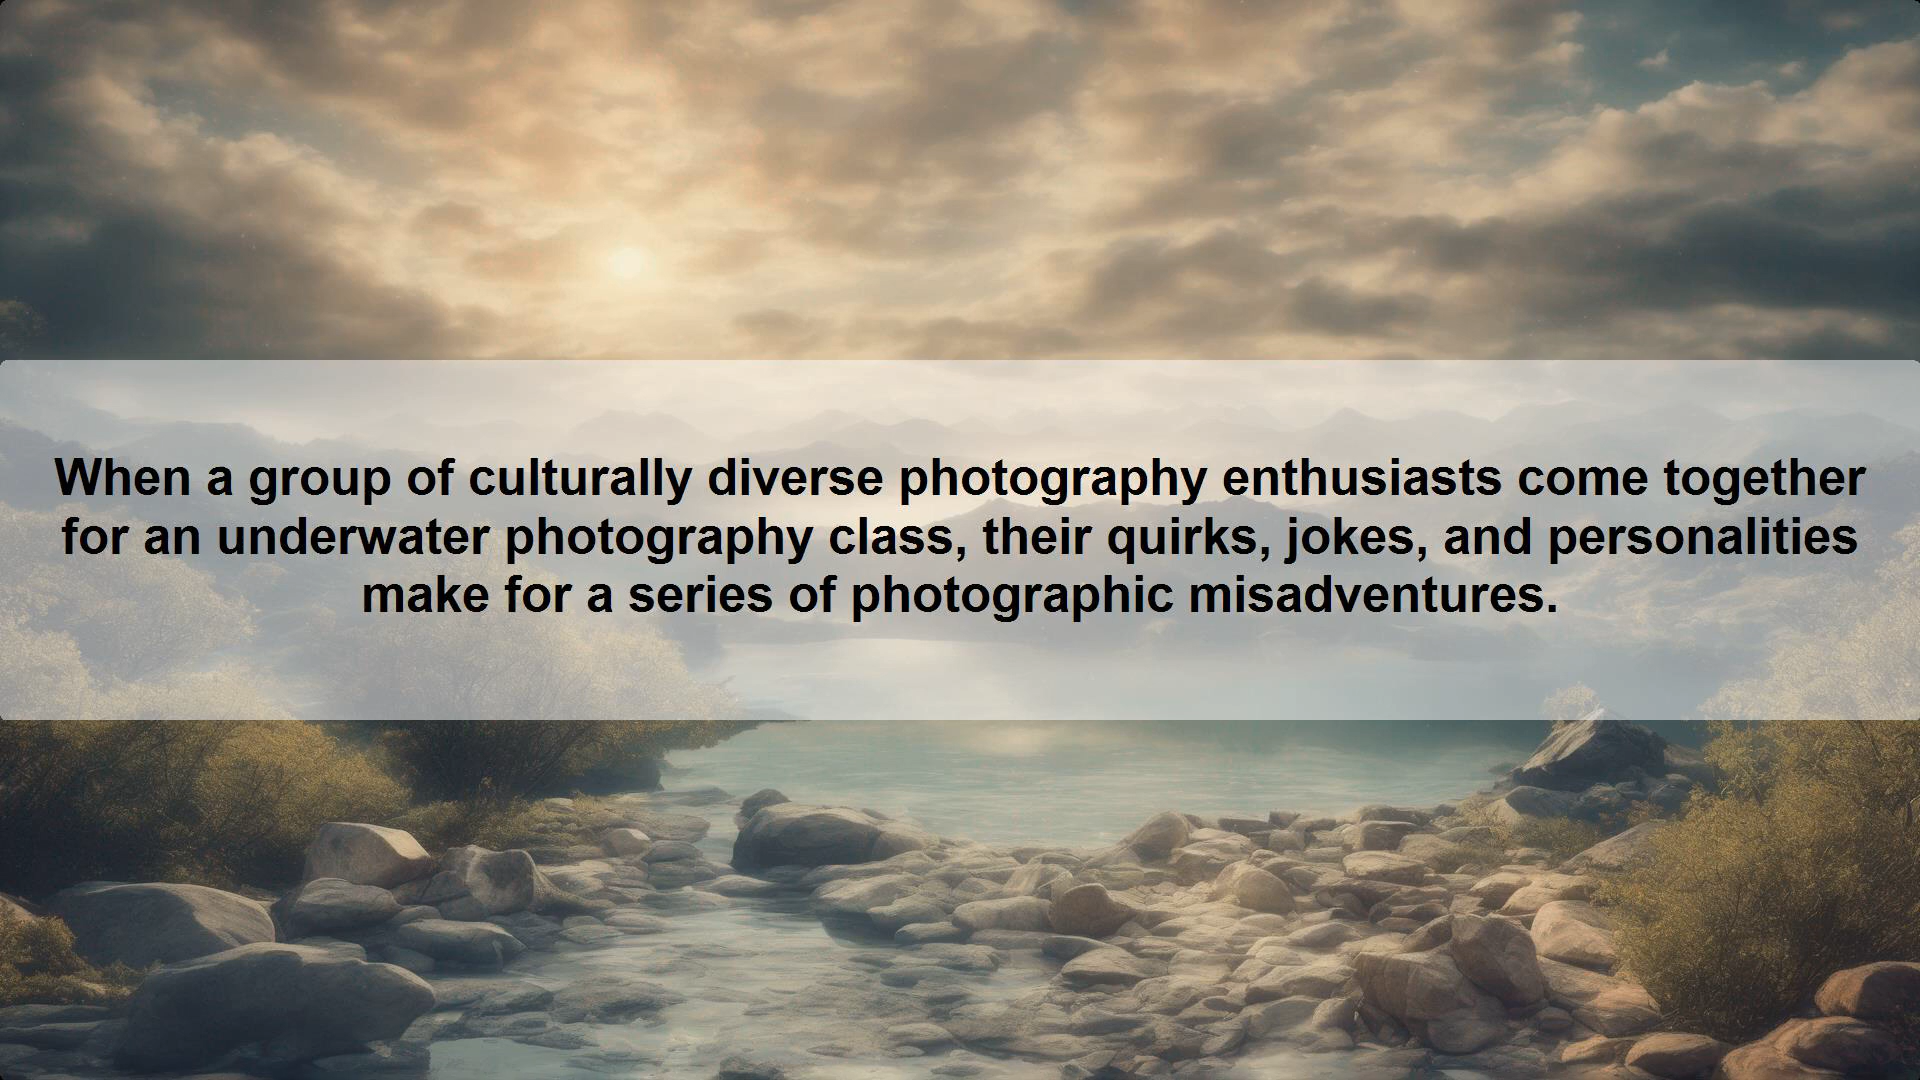 When a group of culturally diverse photography enthusiasts come together
for an underwater photography class, their quirks, jokes, and personalities
make for a series of photographic misadventures.